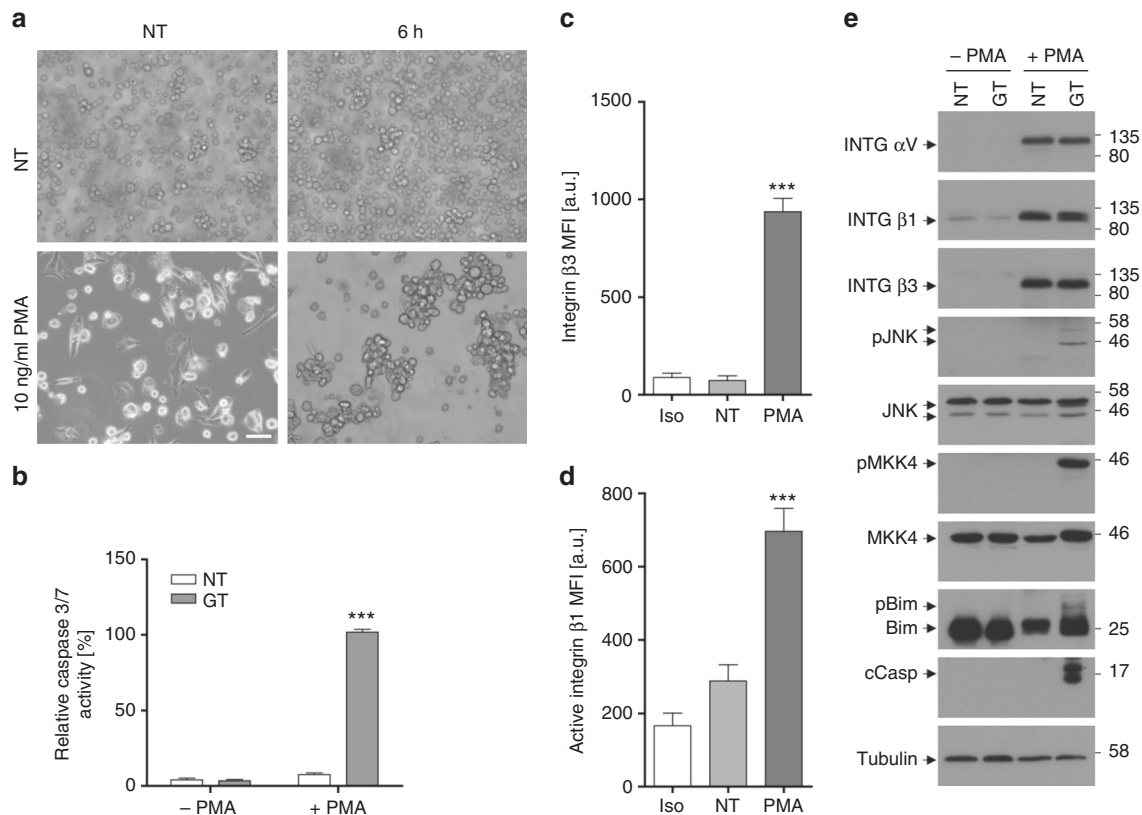 a
NT 6 h
NT
10 ng/ml PMA
b
Relative caspase 3/7
activity [%]
150
100
50
0
NT
GT
***
– PMA + PMA
c
Integrin β3 MFI [a.u.]
1500
1000
500
0
***
Iso NT PMA
d
Active integrin β1 MFI [a.u.]
800
600
400
200
0
***
Iso NT PMA
e
– PMA + PMA
NT GT NT GT
INTG αV 135
80
INTG β1 135
80
INTG β3 135
80
pJNK 58
46
JNK 58
46
pMKK4 46
MKK4 46
pBim
Bim 25
cCasp 17
Tubulin 58